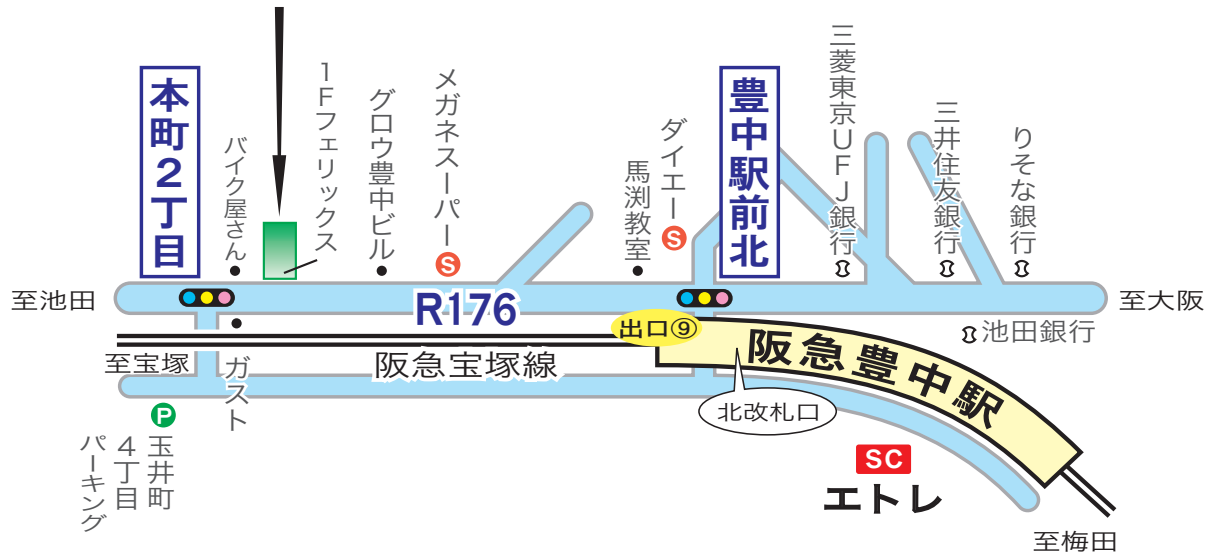 本町2丁目
バイク屋さん
1Fフェリックス
グロウ豊中ビル
メガネスーパー
S
馬渕教室
ダイエー
S
豊中駅前北
三菱東京UFJ銀行
三井住友銀行
りそな銀行
至池田
R176
至大阪
出口⑨
池田銀行
至宝塚
ガスト
阪急宝塚線
阪急豊中駅
北改札口
P
玉井町
4丁目
パーキング
SC
エトレ
至梅田